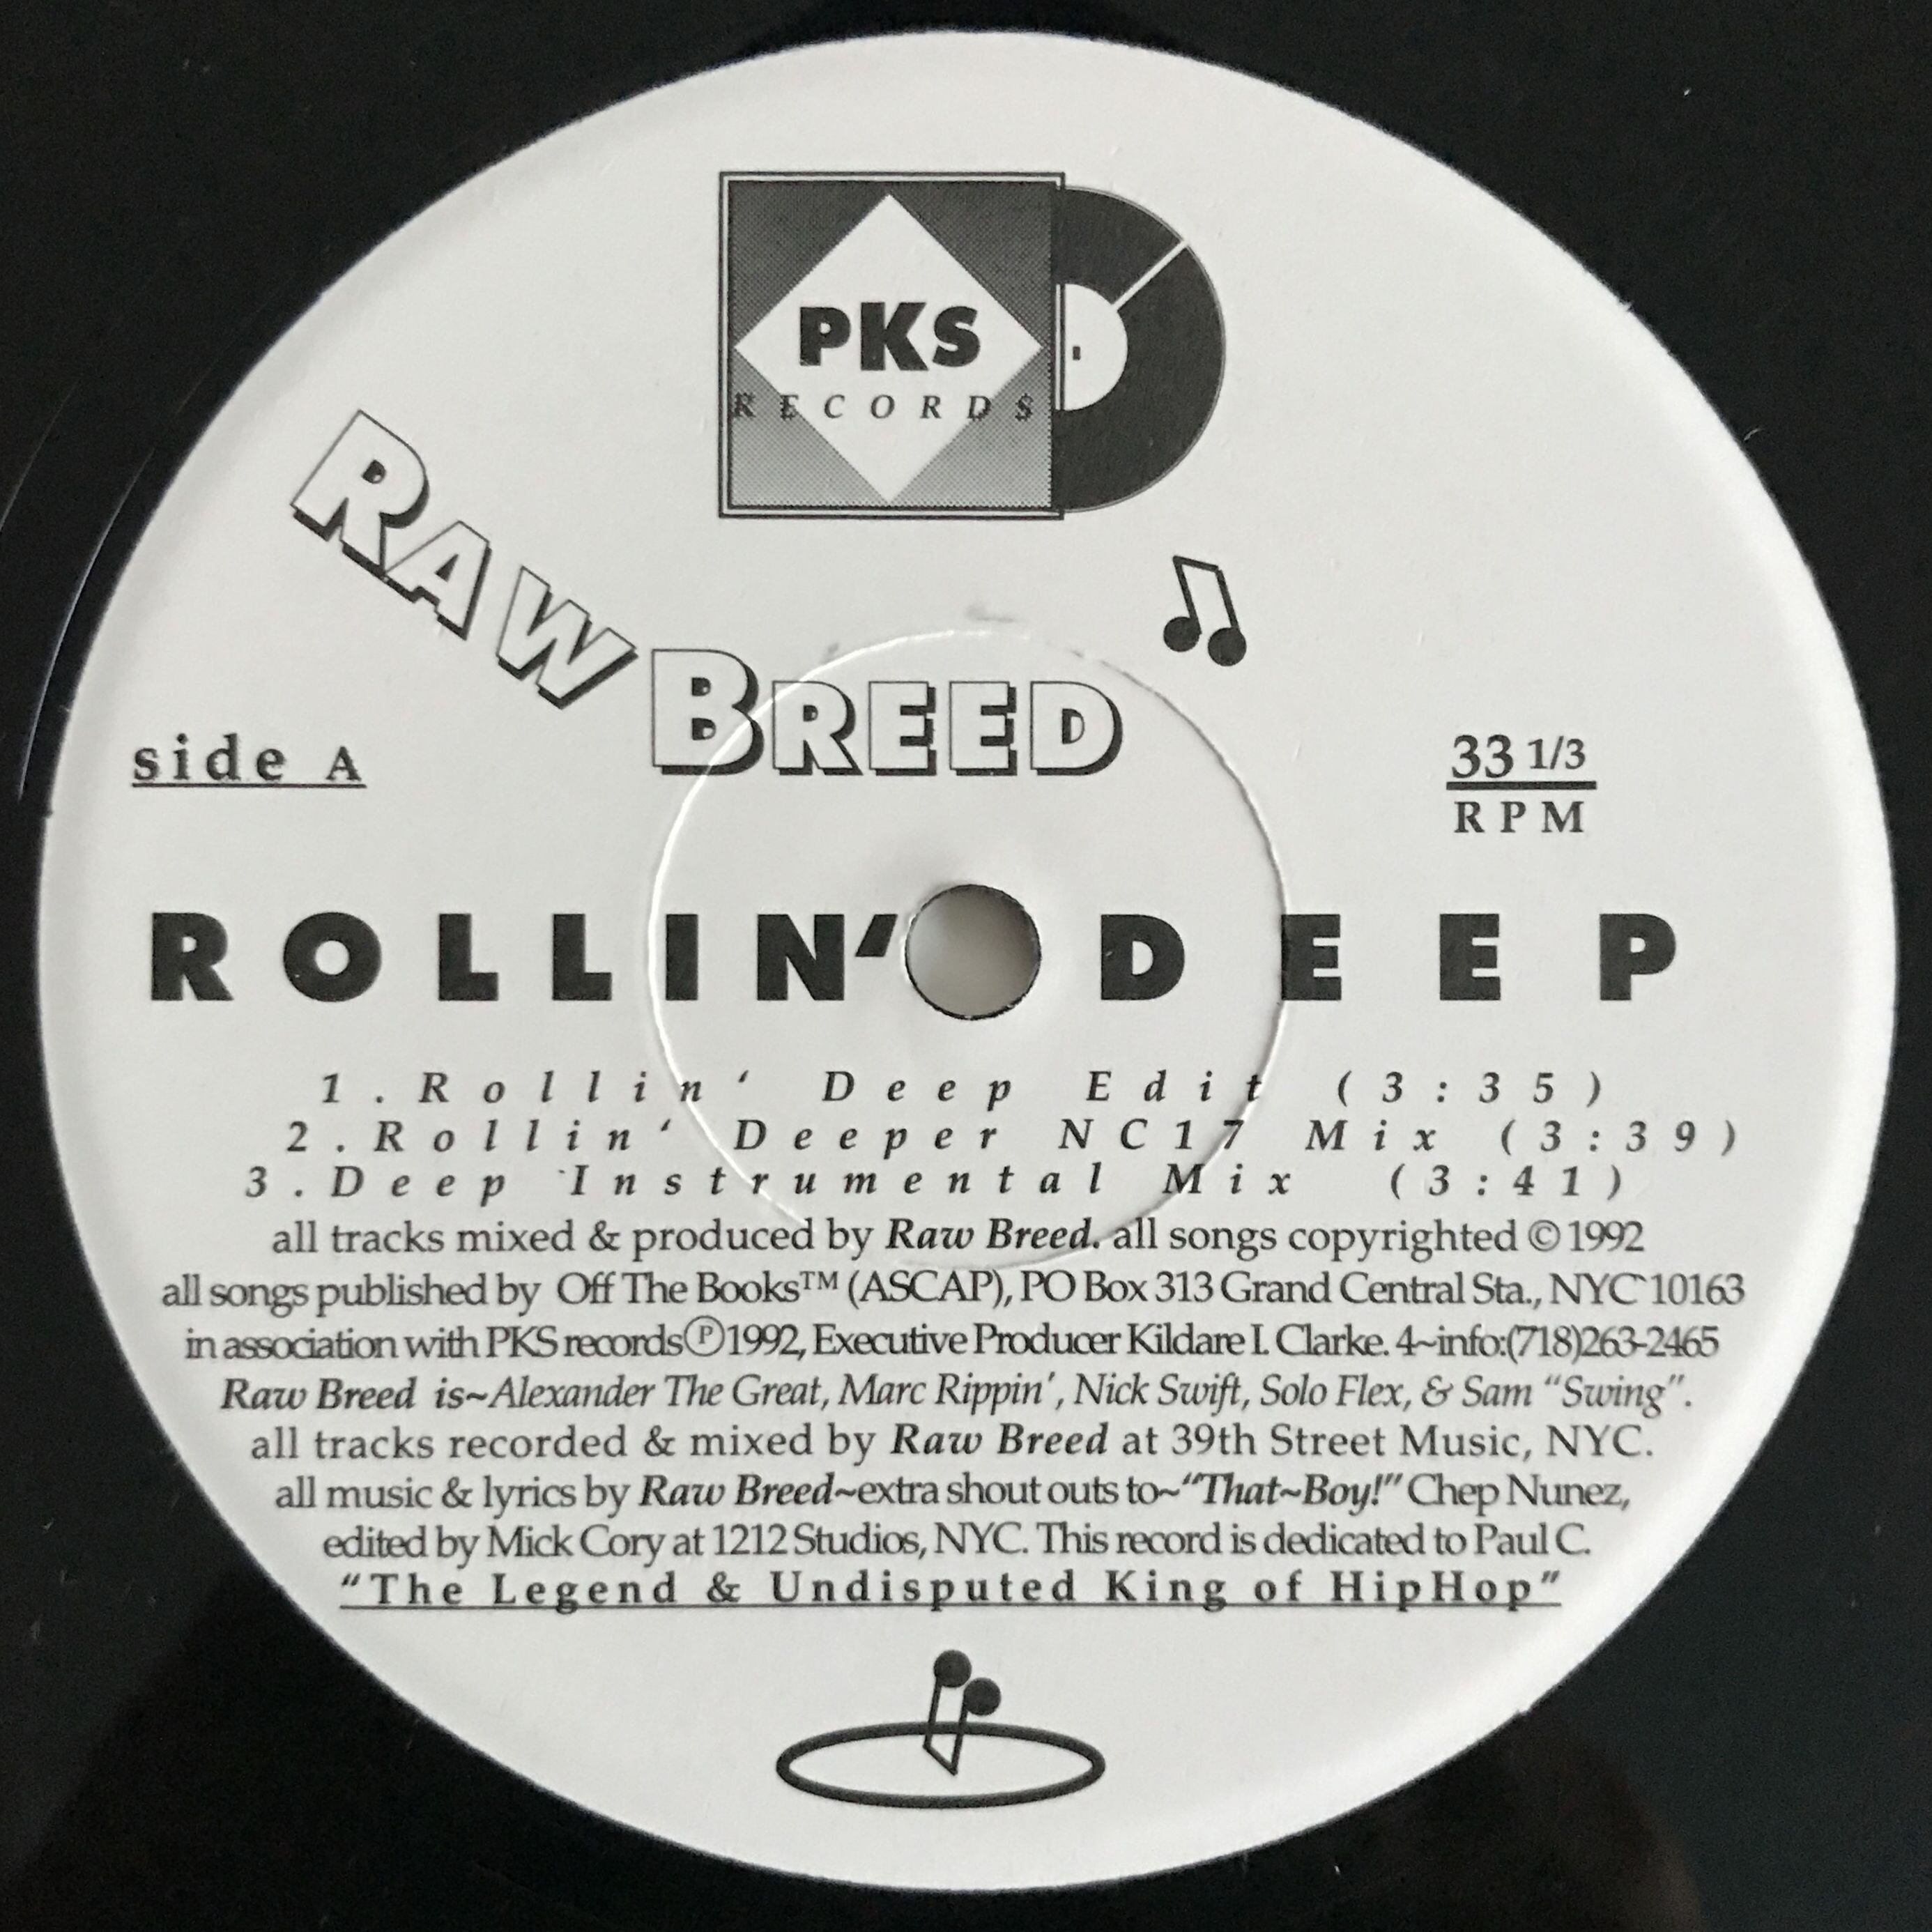 PKS
RECORDS
RAW BREED
side A
33 1/3
RPM
ROLLIN' DEEP
1. Rollin' Deep Edit (3:35)
2. Rollin' Deeper NC17 Mix (3:39)
3. Deep Instrumental Mix (3:41)
all tracks mixed & produced by Raw Breed. all songs copyrighted © 1992
all songs published by Off The Books™ (ASCAP), PO Box 313 Grand Central Sta., NYC 10163
in association with PKS records℗1992, Executive Producer Kildare I. Clarke. 4~info:(718)263-2465
Raw Breed is~Alexander The Great, Marc Rippin', Nick Swift, Solo Flex, & Sam "Swing".
all tracks recorded & mixed by Raw Breed at 39th Street Music, NYC.
all music & lyrics by Raw Breed~extra shout outs to~"That~Boy!" Chep Nunez,
edited by Mick Cory at 1212 Studios, NYC. This record is dedicated to Paul C.
"The Legend & Undisputed King of HipHop"